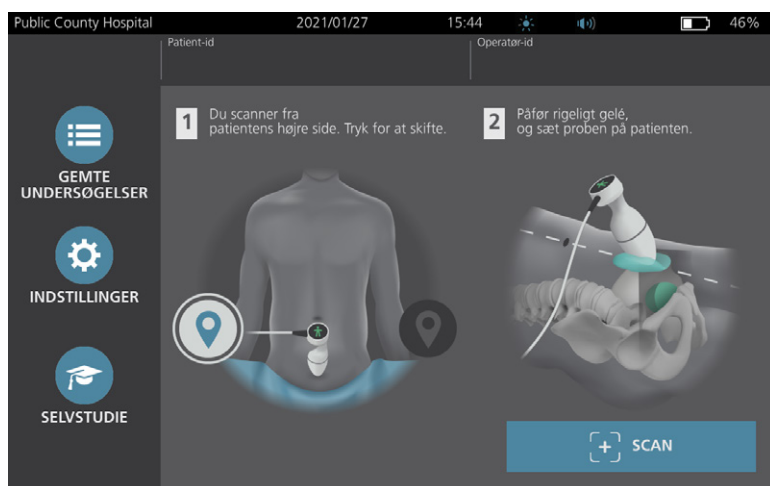 Public County Hospital 2021/01/27 15:44 46%
Patient-id Operatør-id
GEMTE
UNDERSØGELSER
INDSTILLINGER
SELVSTUDIE
1 Du scanner fra
patientens højre side. Tryk for at skifte.
2 Påfør rigeligt gelé,
og sæt proben på patienten.
SCAN